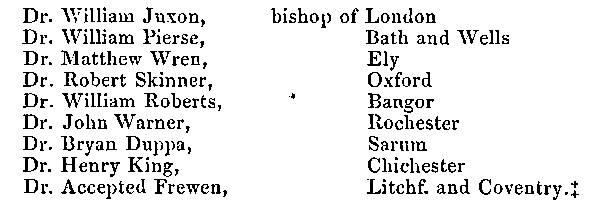 Dr. William Juxon, bishop of London
Dr. William Pierse, Bath and Wells
Dr. Matthew Wren, Ely
Dr. Robert Skinner, Oxford
Dr. William Roberts, Bangor
Dr. John Warner, Rochester
Dr. Bryan Duppa, Sarum
Dr. Henry King, Chichester
Dr. Accepted Frewen, Litchf. and Coventry.‡